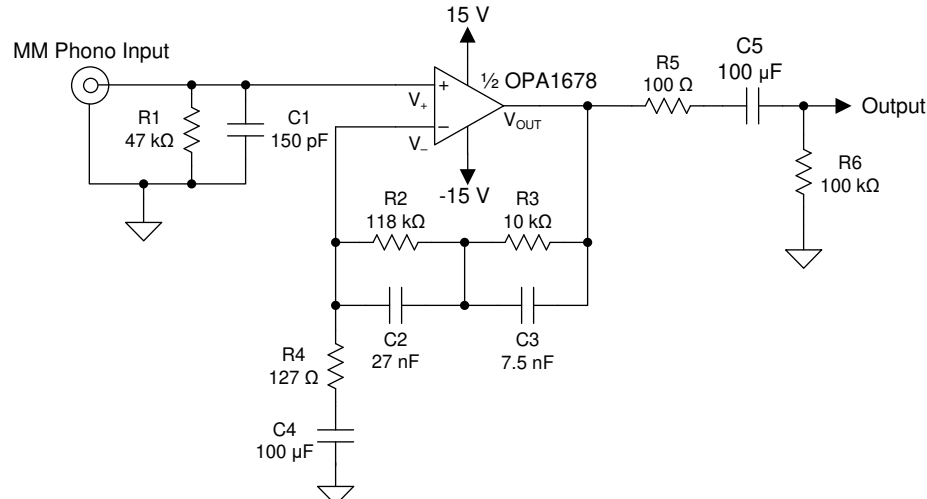 15 V
MM Phono Input
C5
100 µF
R5
100 Ω
½ OPA1678
+
V+
–
V–
VOUT
Output
R1
47 kΩ
C1
150 pF
-15 V
R6
100 kΩ
R2
118 kΩ
R3
10 kΩ
C2
27 nF
C3
7.5 nF
R4
127 Ω
C4
100 µF